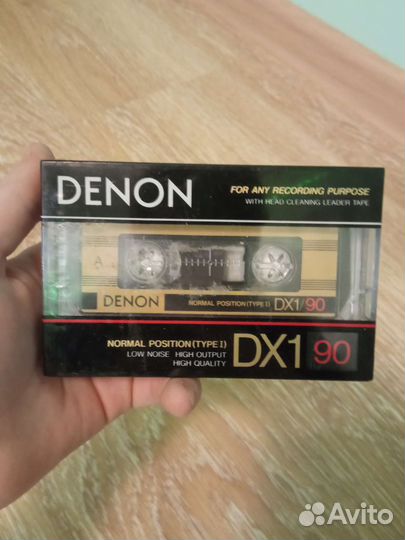 DENON
FOR ANY RECORDING PURPOSE
WITH HEAD CLEANING LEADER TAPE
A
DENON NORMAL POSITION (TYPE I) DX1/90
NORMAL POSITION (TYPE I)
LOW NOISE HIGH OUTPUT
HIGH QUALITY
DX1 90
Avito